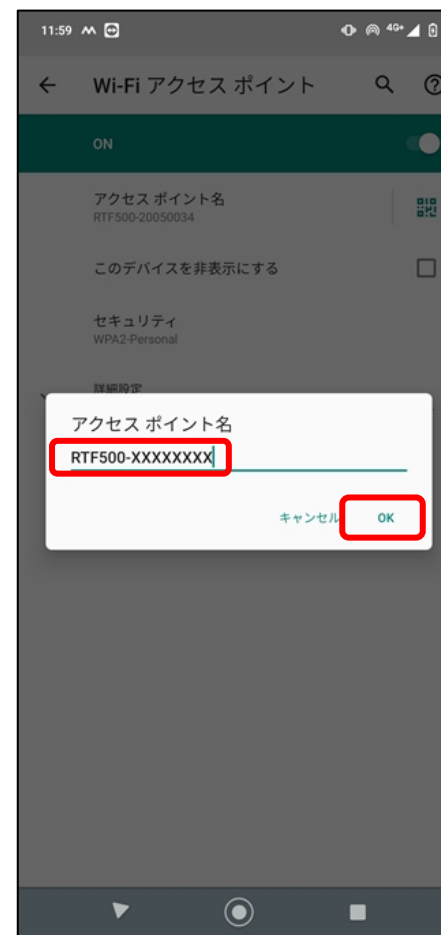 11:59
4G+
Wi-Fi アクセス ポイント
ON
アクセス ポイント名
RTF500-20050034
このデバイスを非表示にする
セキュリティ
WPA2-Personal
詳細設定
アクセス ポイント名
RTF500-XXXXXXXX
キャンセル OK